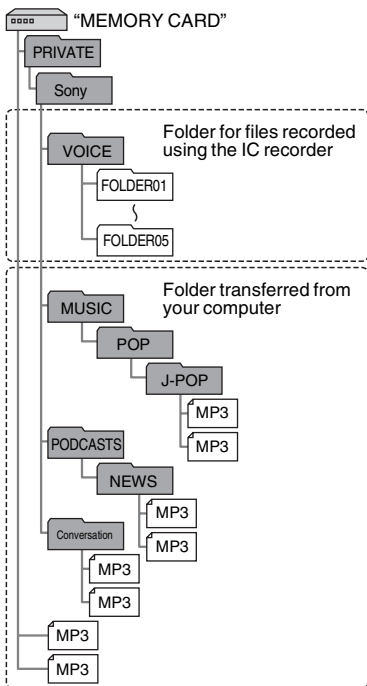 “MEMORY CARD”
PRIVATE
Sony
Folder for files recorded
using the IC recorder
VOICE
FOLDER01
FOLDER05
Folder transferred from
your computer
MUSIC
POP
J-POP
MP3
MP3
PODCASTS
NEWS
MP3
MP3
Conversation
MP3
MP3
MP3
MP3